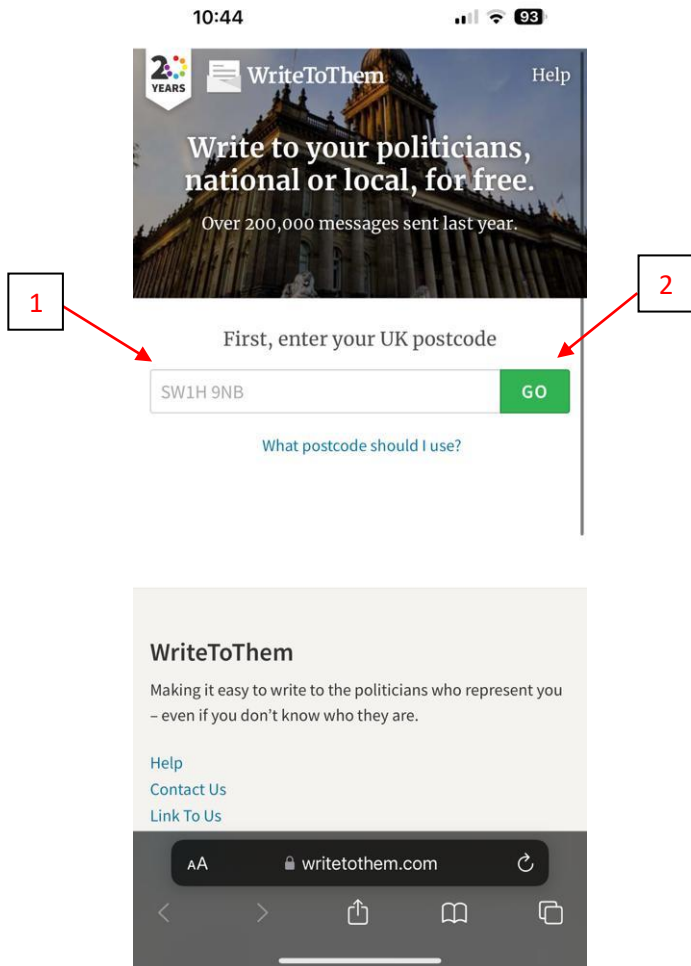 10:44
93
20 YEARS
WriteToThem
Help
Write to your politicians,
national or local, for free.
Over 200,000 messages sent last year.
1
2
First, enter your UK postcode
SW1H 9NB
GO
What postcode should I use?
WriteToThem
Making it easy to write to the politicians who represent you
– even if you don’t know who they are.
Help
Contact Us
Link To Us
AA
writetothem.com